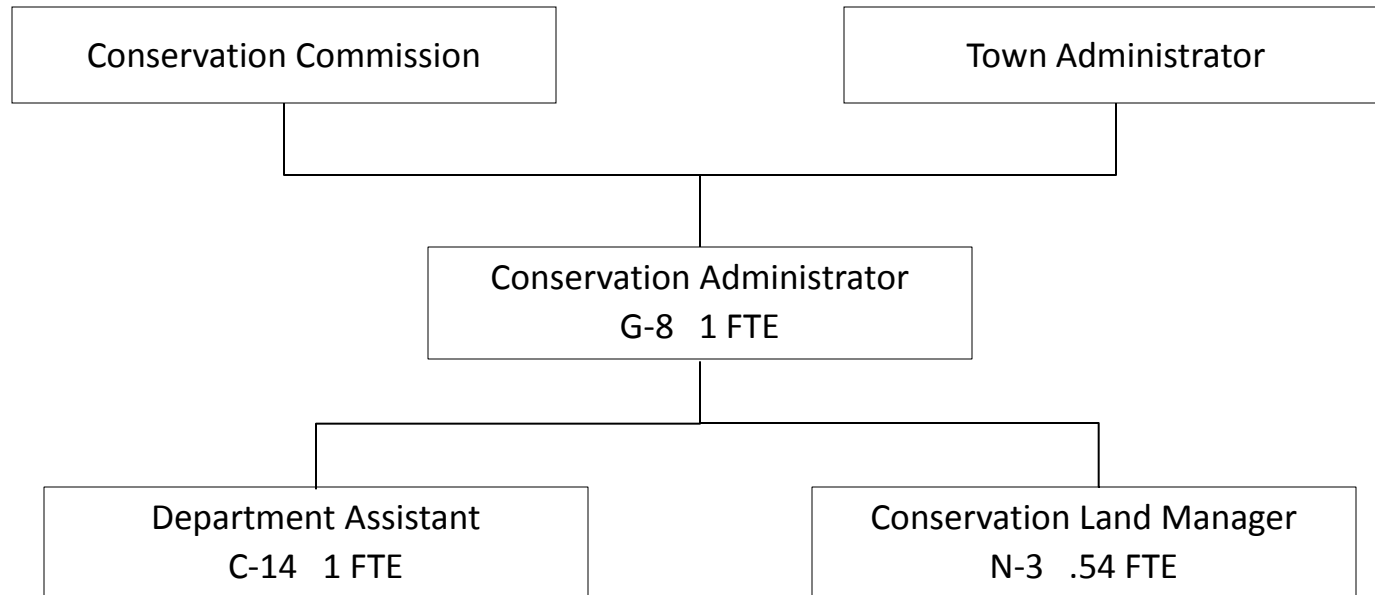 Conservation Commission
Town Administrator
Conservation Administrator
G-8   1 FTE
Department Assistant
C-14   1 FTE
Conservation Land Manager
N-3   .54 FTE